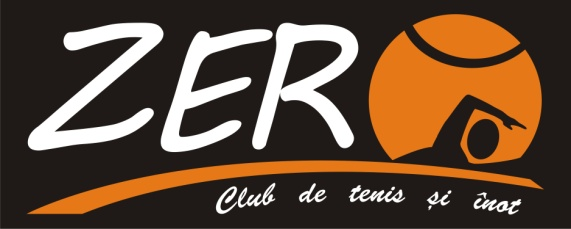 ZERO
Club de tenis și înot